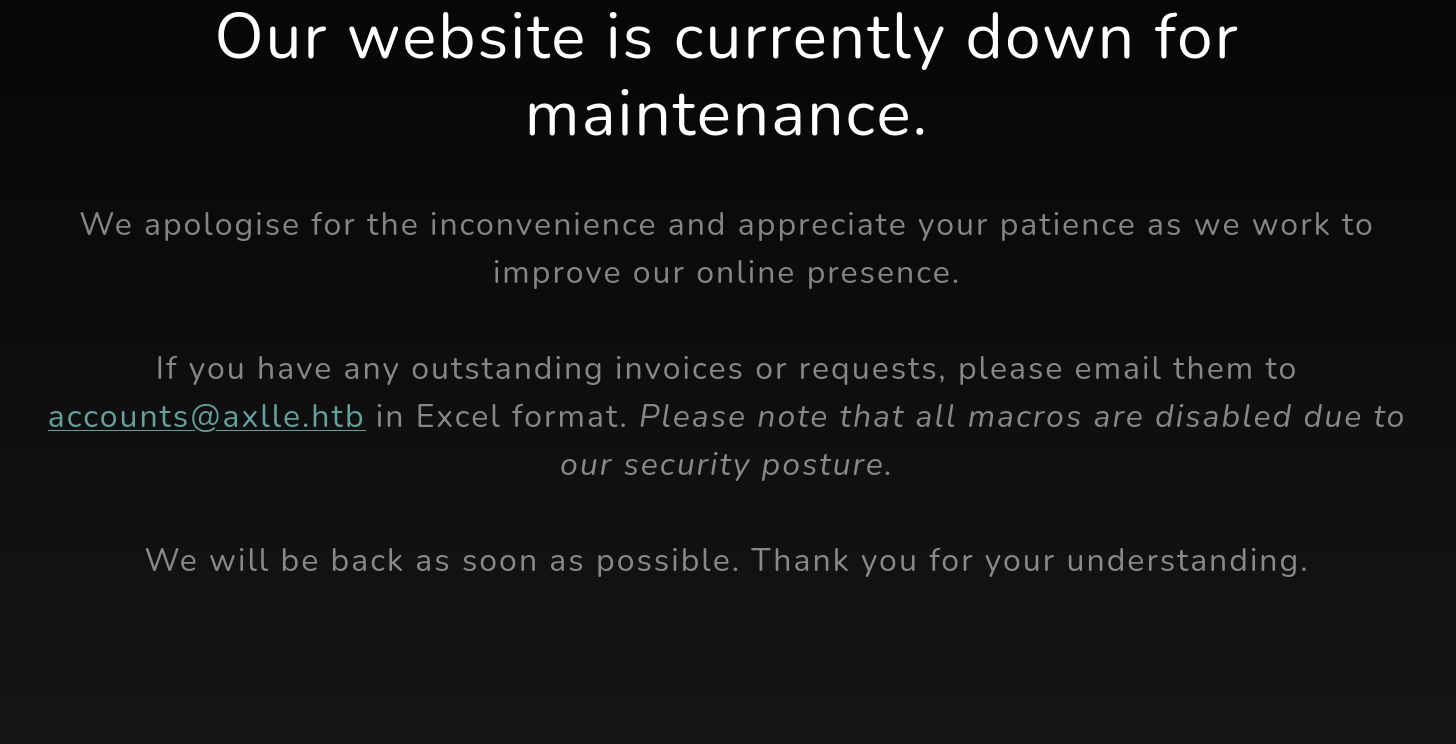 Our website is currently down for
maintenance.
We apologise for the inconvenience and appreciate your patience as we work to
improve our online presence.
If you have any outstanding invoices or requests, please email them to
accounts@axlle.htb in Excel format. Please note that all macros are disabled due to
our security posture.
We will be back as soon as possible. Thank you for your understanding.